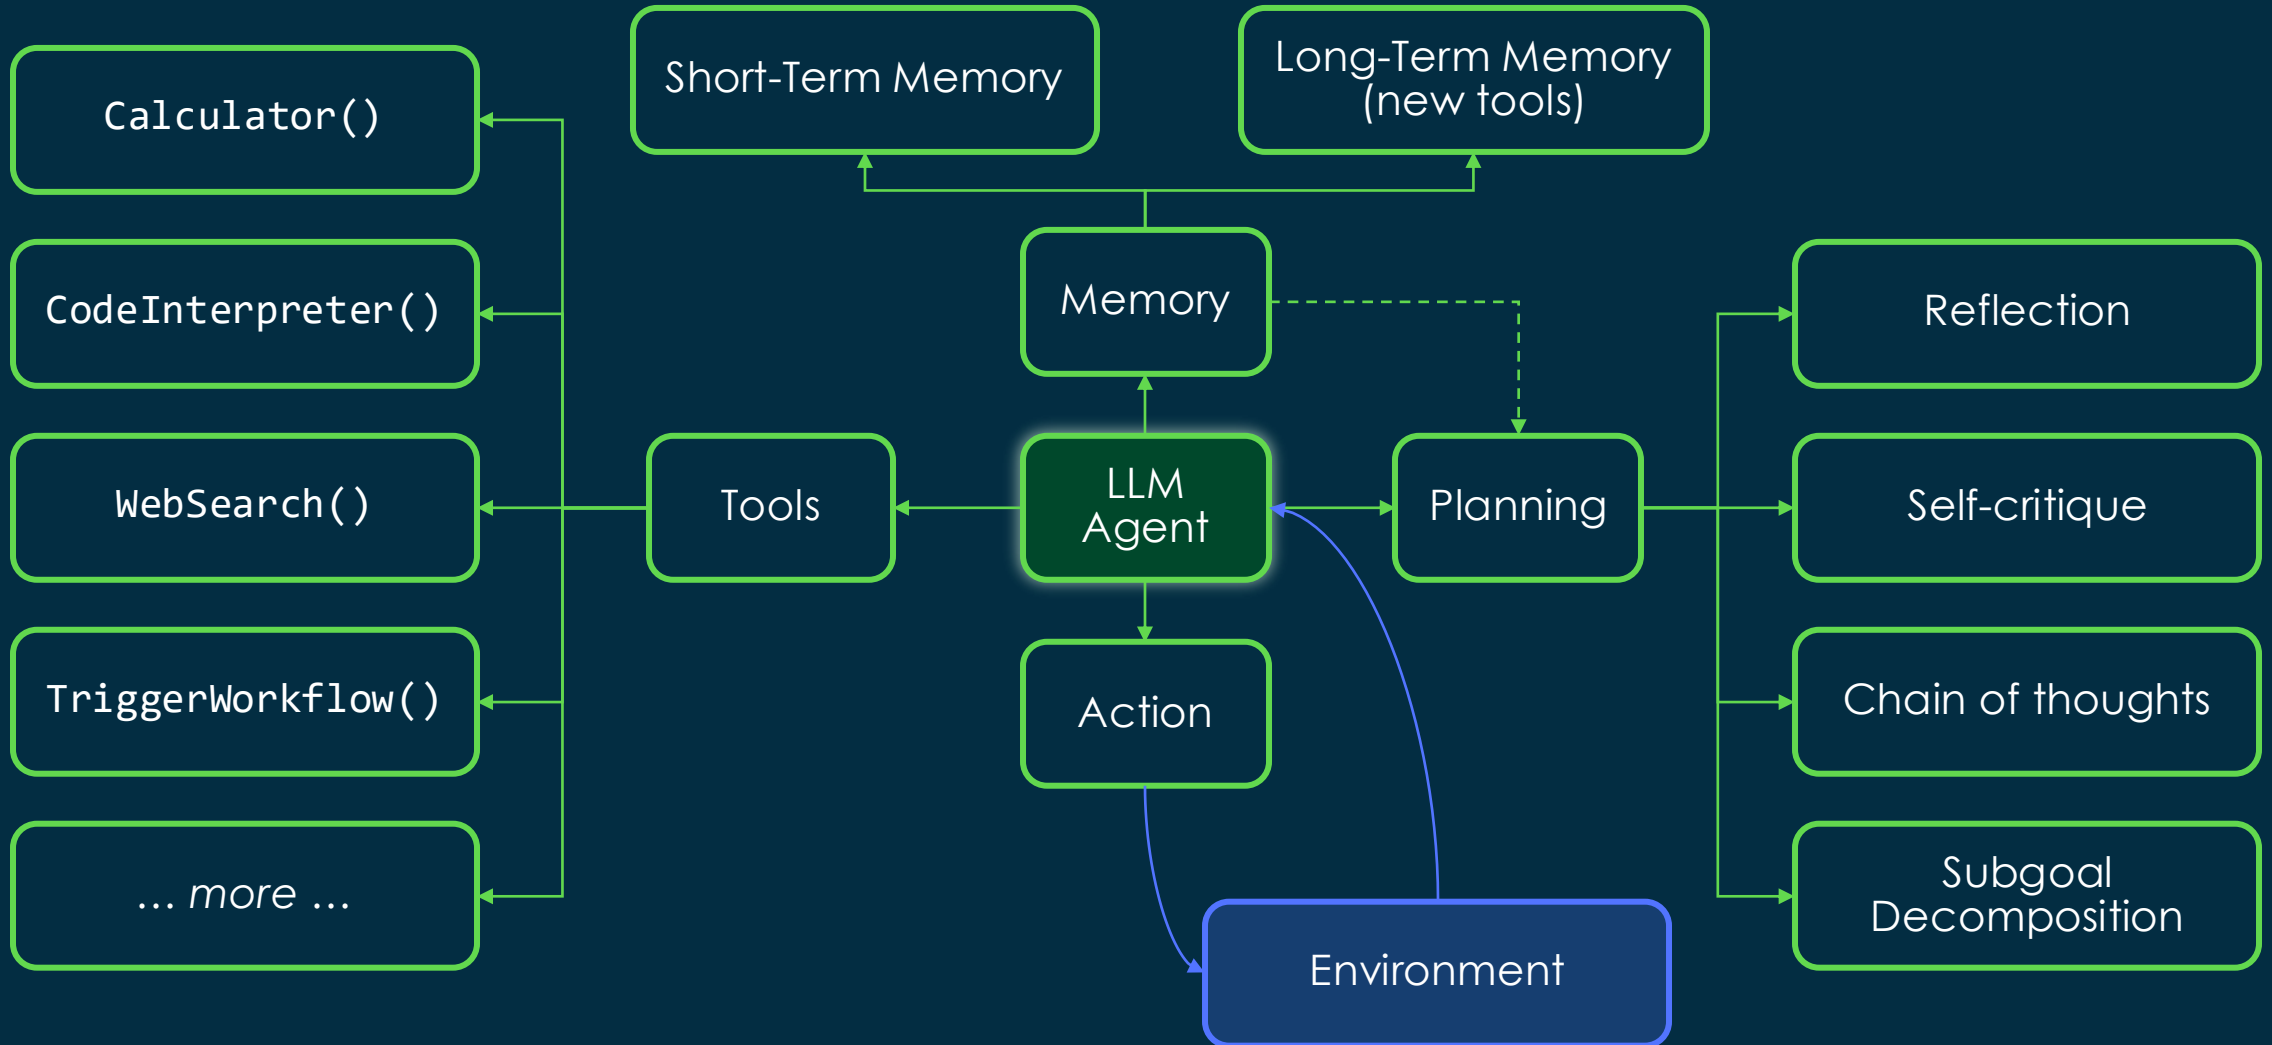 Short-Term Memory
Long-Term Memory
(new tools)
Calculator()
CodeInterpreter()
Memory
Reflection
WebSearch()
Tools
LLM
Agent
Planning
Self-critique
TriggerWorkflow()
Action
Chain of thoughts
... more ...
Environment
Subgoal
Decomposition